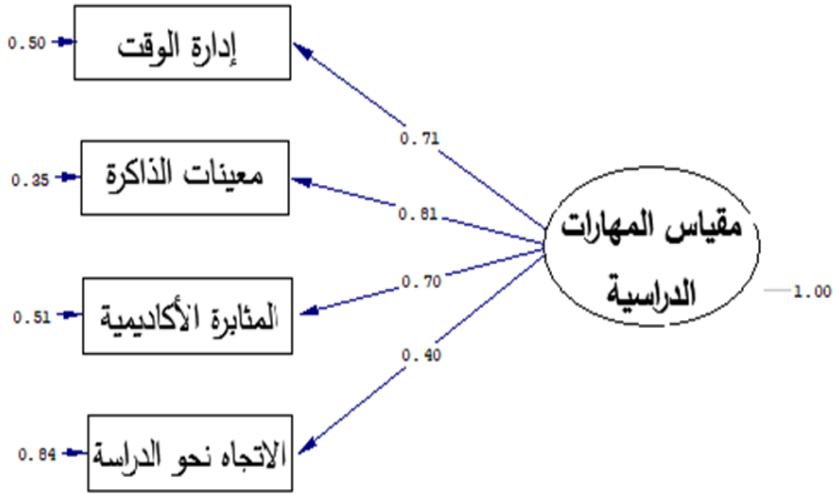 إدارة الوقت
0.50
0.71
معينات الذاكرة
0.35
0.81
مقياس المهارات
الدراسية
1.00
المثابرة الأكاديمية
0.51
0.70
الاتجاه نحو الدراسة
0.84
0.40